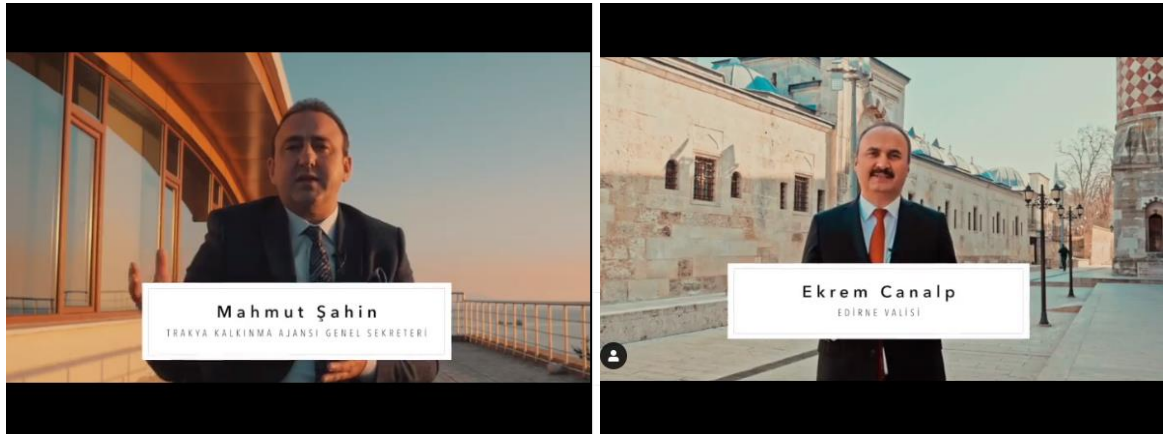 Mahmut Şahin
TRAKYA KALKINMA AJANSI GENEL SEKRETERİ
Ekrem Canalp
EDİRNE VALİSİ